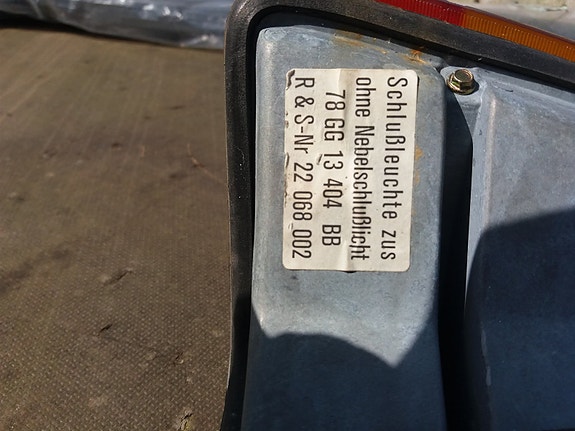 Schlußleuchte zus
ohne Nebelschlußlicht
78 GG 13 404 BB
R & S-Nr 22 068 002